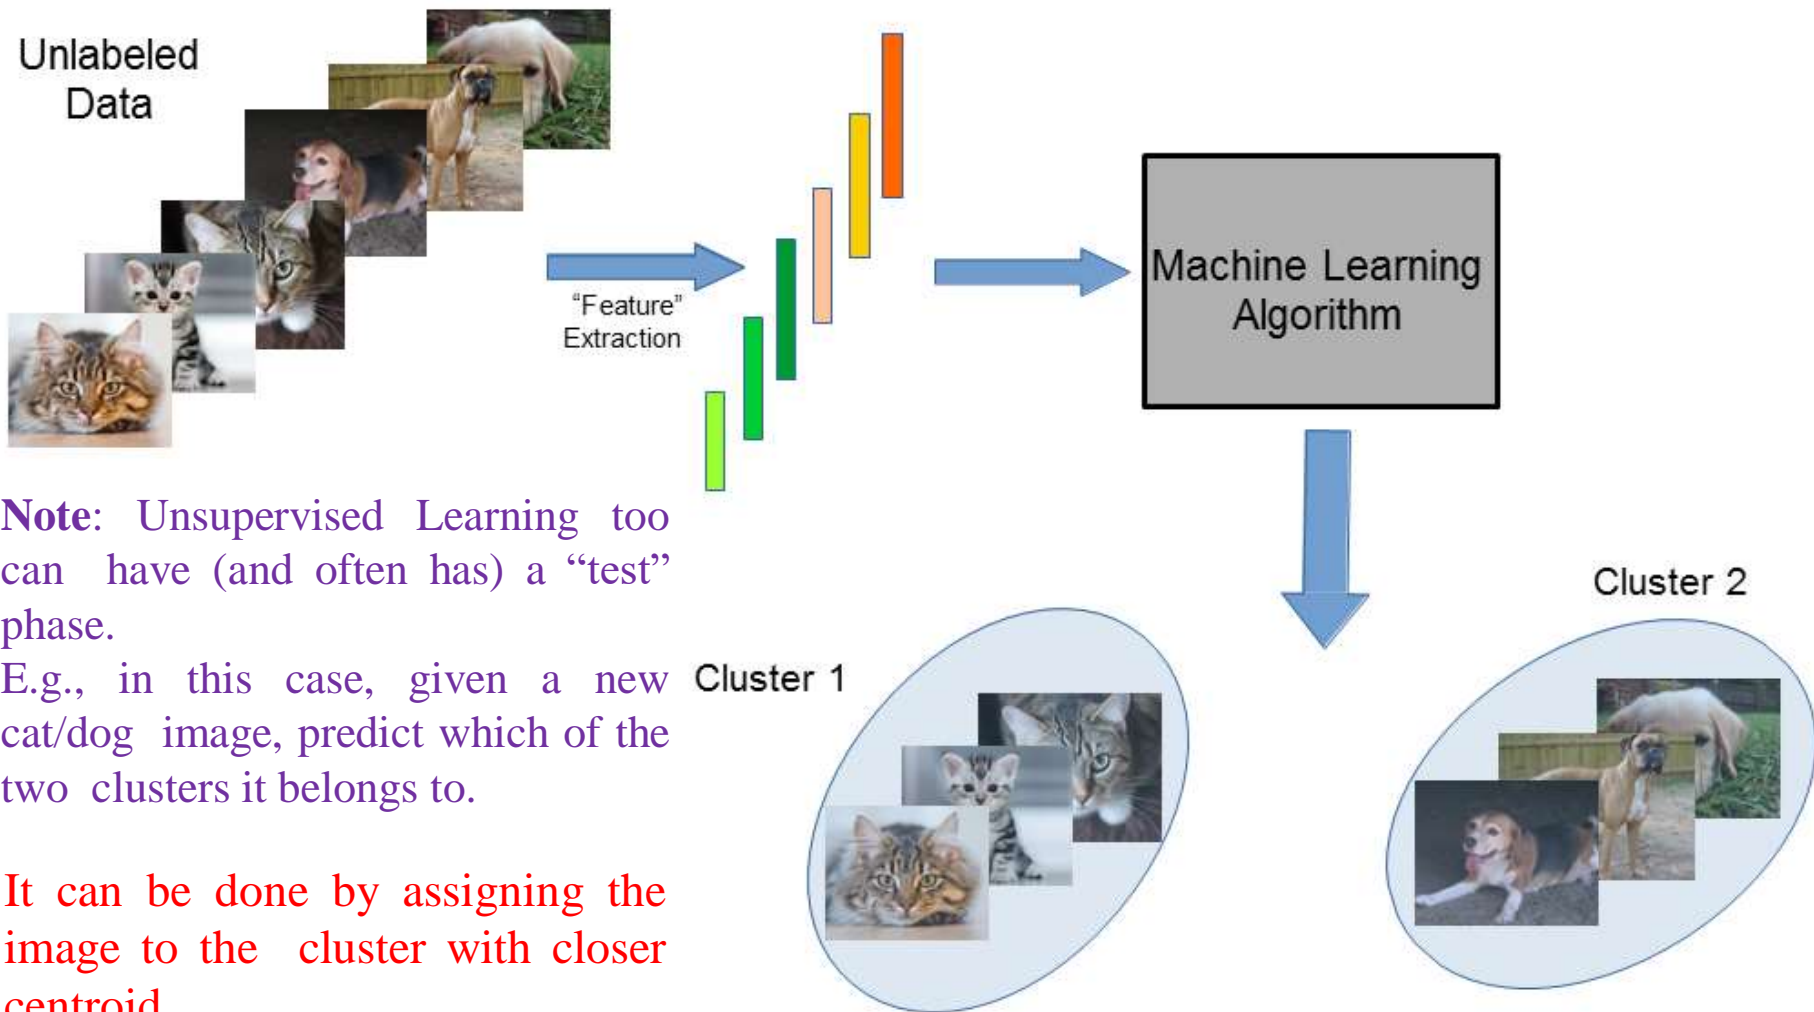 Unlabeled
Data
“Feature”
Extraction
Machine Learning
Algorithm
Note: Unsupervised Learning too
can have (and often has) a “test”
phase.
E.g., in this case, given a new
cat/dog image, predict which of the
two clusters it belongs to.
It can be done by assigning the
image to the cluster with closer
centroid
Cluster 1
Cluster 2